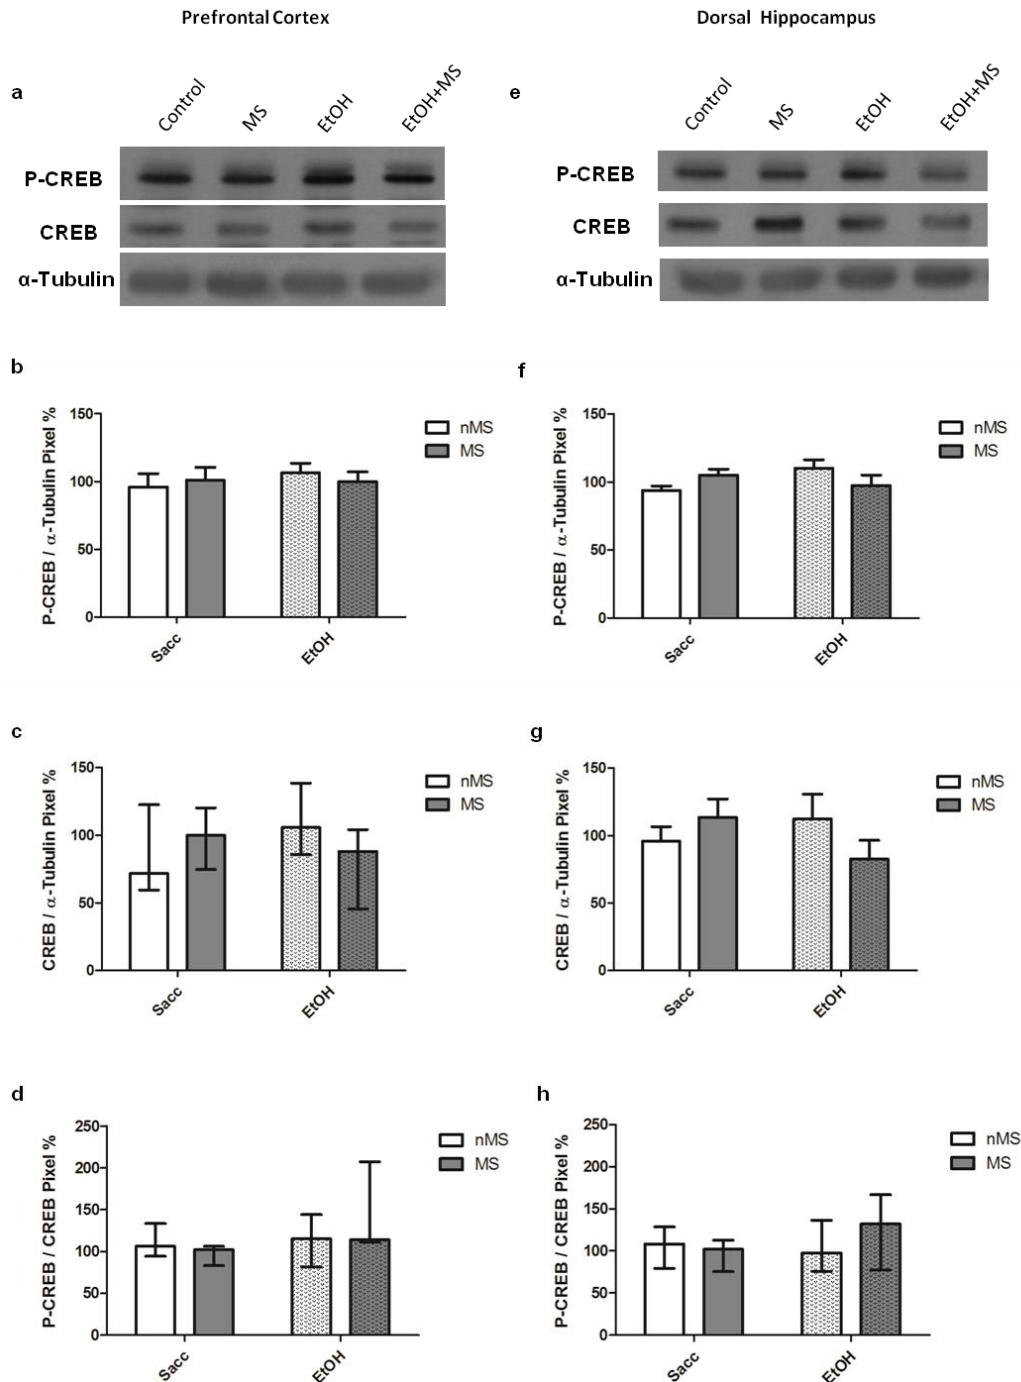 Prefrontal Cortex
Dorsal Hippocampus
a
Control
MS
EtOH
EtOH+MS
P-CREB
CREB
α-Tubulin
e
Control
MS
EtOH
EtOH+MS
P-CREB
CREB
α-Tubulin
b
P-CREB / α-Tubulin Pixel %
150
100
50
0
Sacc
EtOH
nMS
MS
f
P-CREB / α-Tubulin Pixel %
150
100
50
0
Sacc
EtOH
nMS
MS
c
CREB / α-Tubulin Pixel %
150
100
50
0
Sacc
EtOH
nMS
MS
g
CREB / α-Tubulin Pixel %
150
100
50
0
Sacc
EtOH
nMS
MS
d
P-CREB / CREB Pixel %
250
200
150
100
50
0
Sacc
EtOH
nMS
MS
h
P-CREB / CREB Pixel %
250
200
150
100
50
0
Sacc
EtOH
nMS
MS